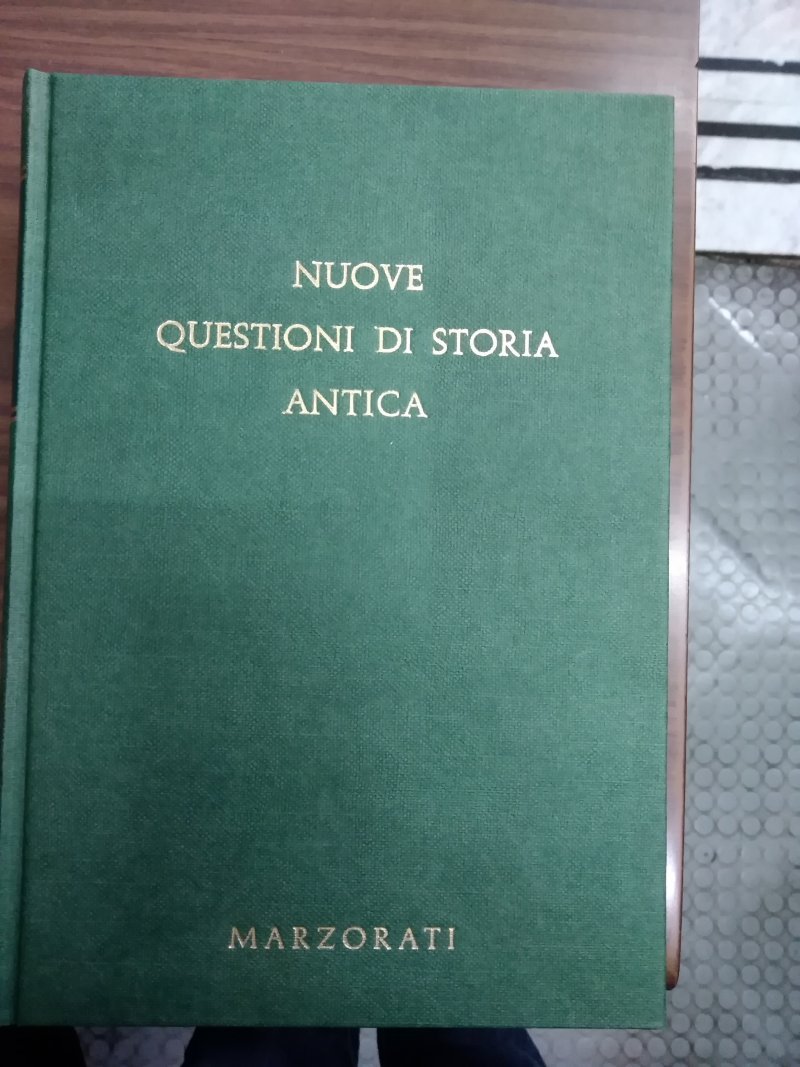 NUOVE
QUESTIONI DI STORIA
ANTICA
MARZORATI